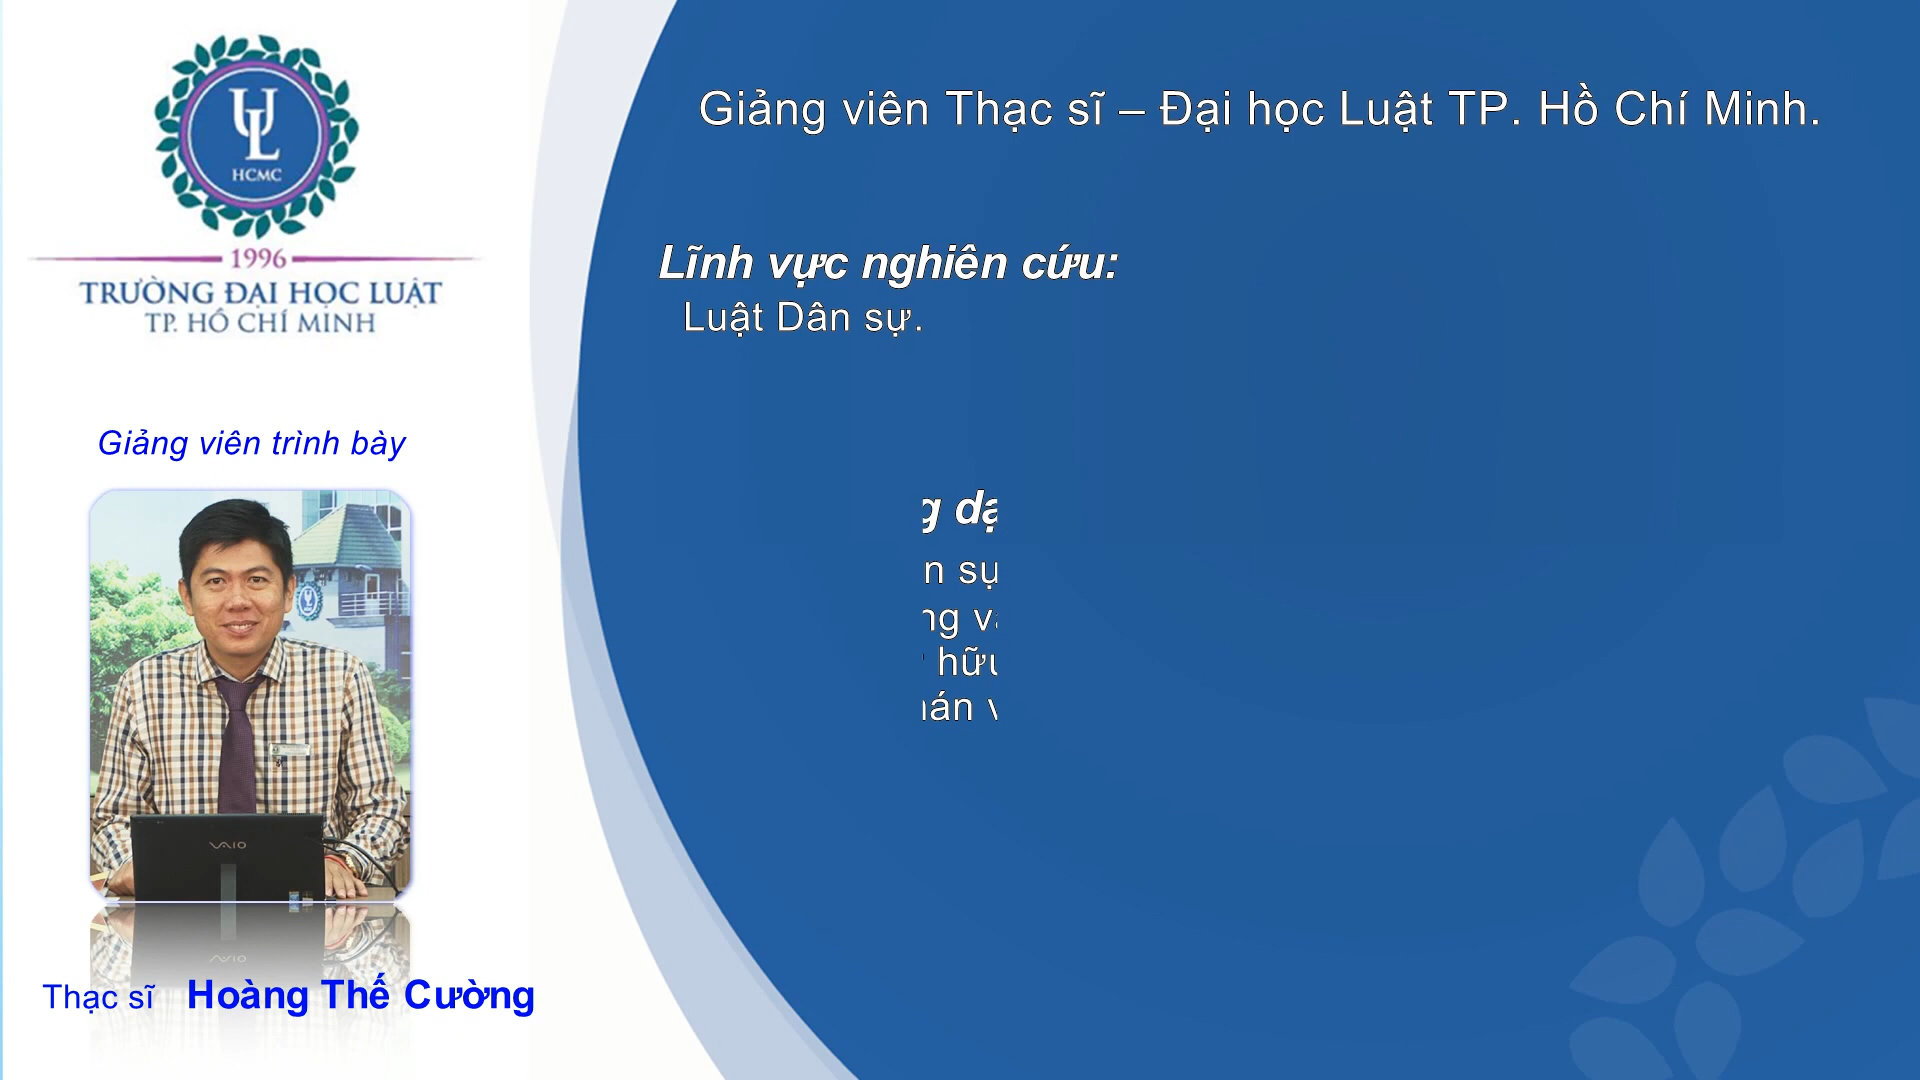 HCMC
1996
TRƯỜNG ĐẠI HỌC LUẬT
TP. HỒ CHÍ MINH
Giảng viên trình bày
VAIO
Thạc sĩ Hoàng Thế Cường
Giảng viên Thạc sĩ – Đại học Luật TP. Hồ Chí Minh.
Lĩnh vực nghiên cứu:
Luật Dân sự.